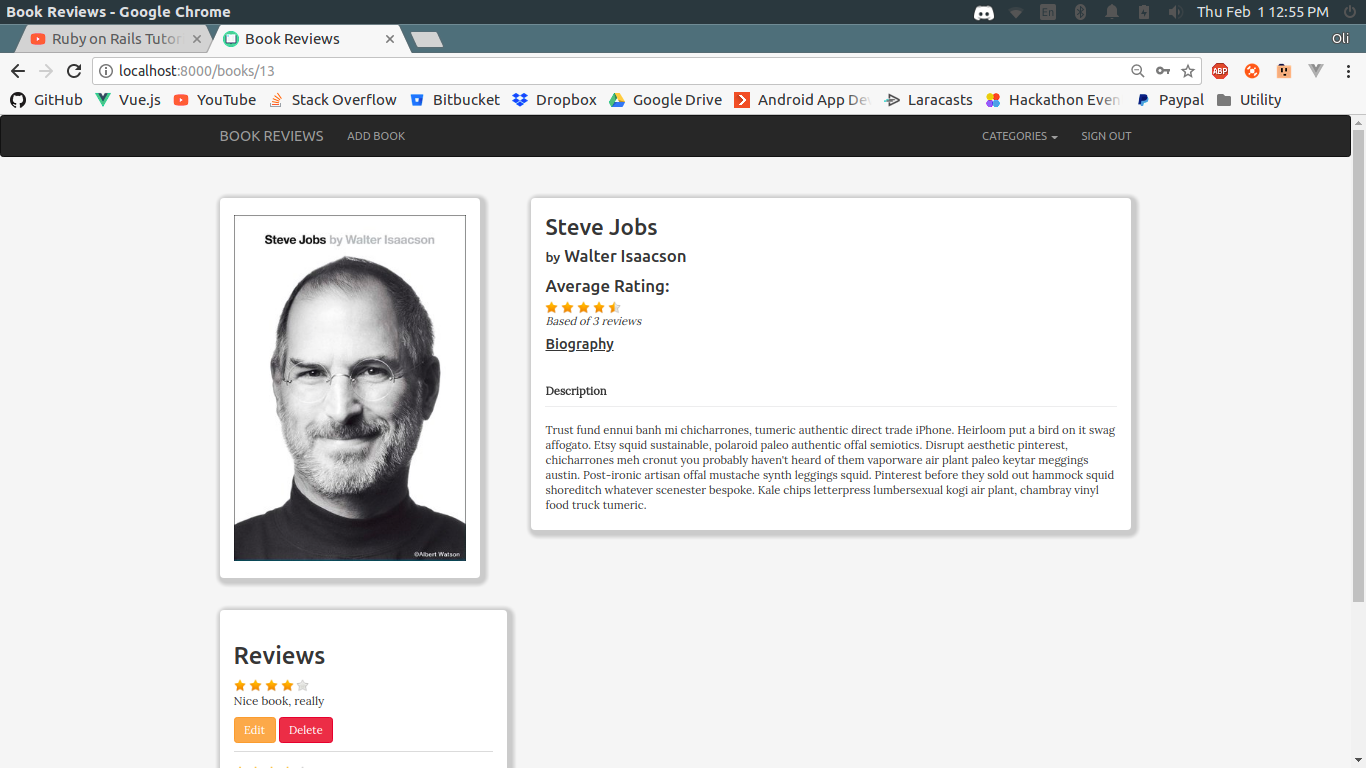 Book Reviews - Google Chrome
En
Thu Feb 1 12:55 PM
Ruby on Rails Tutor
Book Reviews
Oli
localhost:8000/books/13
ABP
GitHub
Vue.js
YouTube
Stack Overflow
Bitbucket
Dropbox
Google Drive
Android App De
Laracasts
Hackathon Even
Paypal
Utility
BOOK REVIEWS
ADD BOOK
CATEGORIES
SIGN OUT
Steve Jobs by Walter Isaacson
©Albert Watson
Steve Jobs
by Walter Isaacson
Average Rating:
Based of 3 reviews
Biography
Description
Trust fund ennui banh mi chicharrones, tumeric authentic direct trade iPhone. Heirloom put a bird on it swag
affogato. Etsy squid sustainable, polaroid paleo authentic offal semiotics. Disrupt aesthetic pinterest,
chicharrones meh cronut you probably haven't heard of them vaporware air plant paleo keytar meggings
austin. Post-ironic artisan offal mustache synth leggings squid. Pinterest before they sold out hammock squid
shoreditch whatever scenester bespoke. Kale chips letterpress lumbersexual kogi air plant, chambray vinyl
food truck tumeric.
Reviews
Nice book, really
Edit
Delete